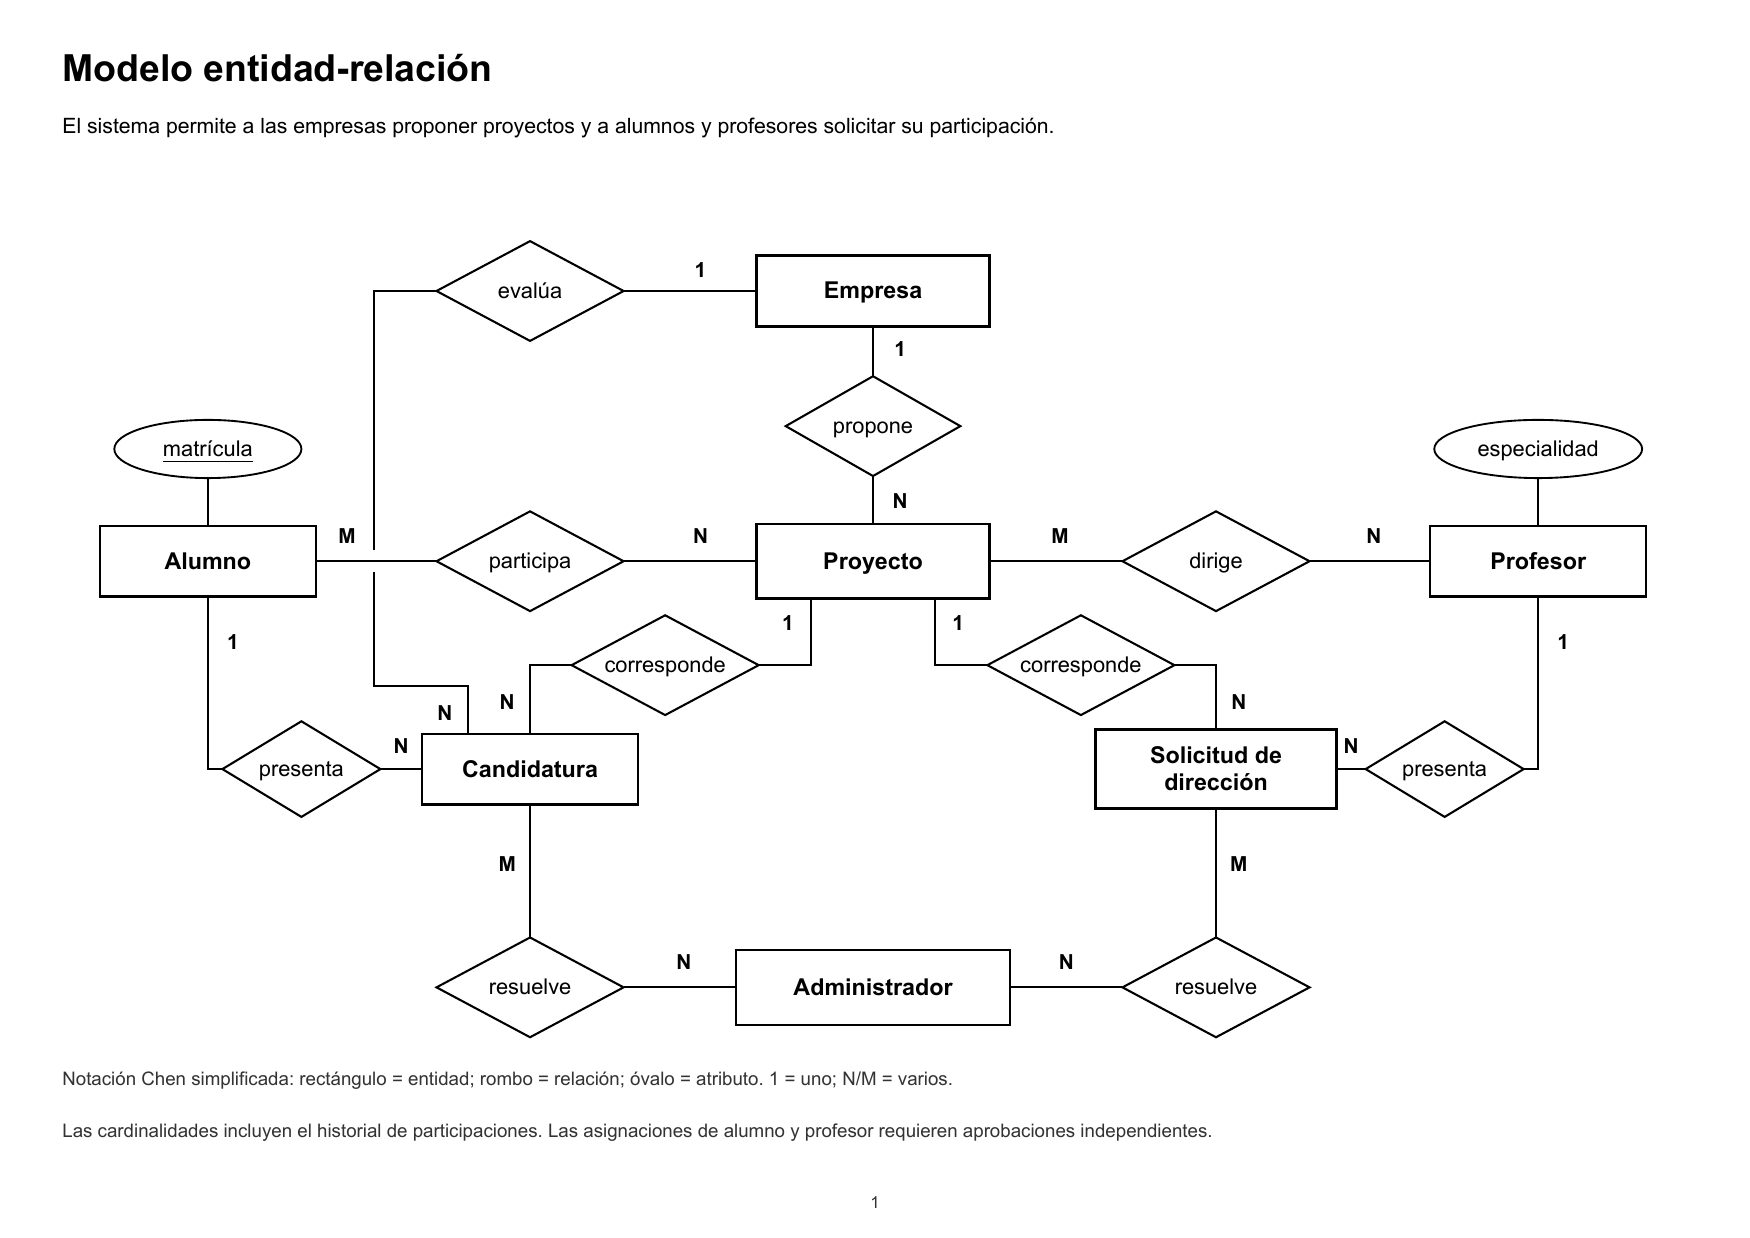 Modelo entidad-relación
El sistema permite a las empresas proponer proyectos y a alumnos y profesores solicitar su participación.
evalúa
1
Empresa
1
propone
matrícula
especialidad
N
Alumno
M
participa
N
Proyecto
M
dirige
N
Profesor
1
1
1
1
corresponde
corresponde
N
N
N
N
presenta
N
Candidatura
Solicitud de
dirección
N
presenta
M
M
resuelve
N
Administrador
N
resuelve
Notación Chen simplificada: rectángulo = entidad; rombo = relación; óvalo = atributo. 1 = uno; N/M = varios.
Las cardinalidades incluyen el historial de participaciones. Las asignaciones de alumno y profesor requieren aprobaciones independientes.
1